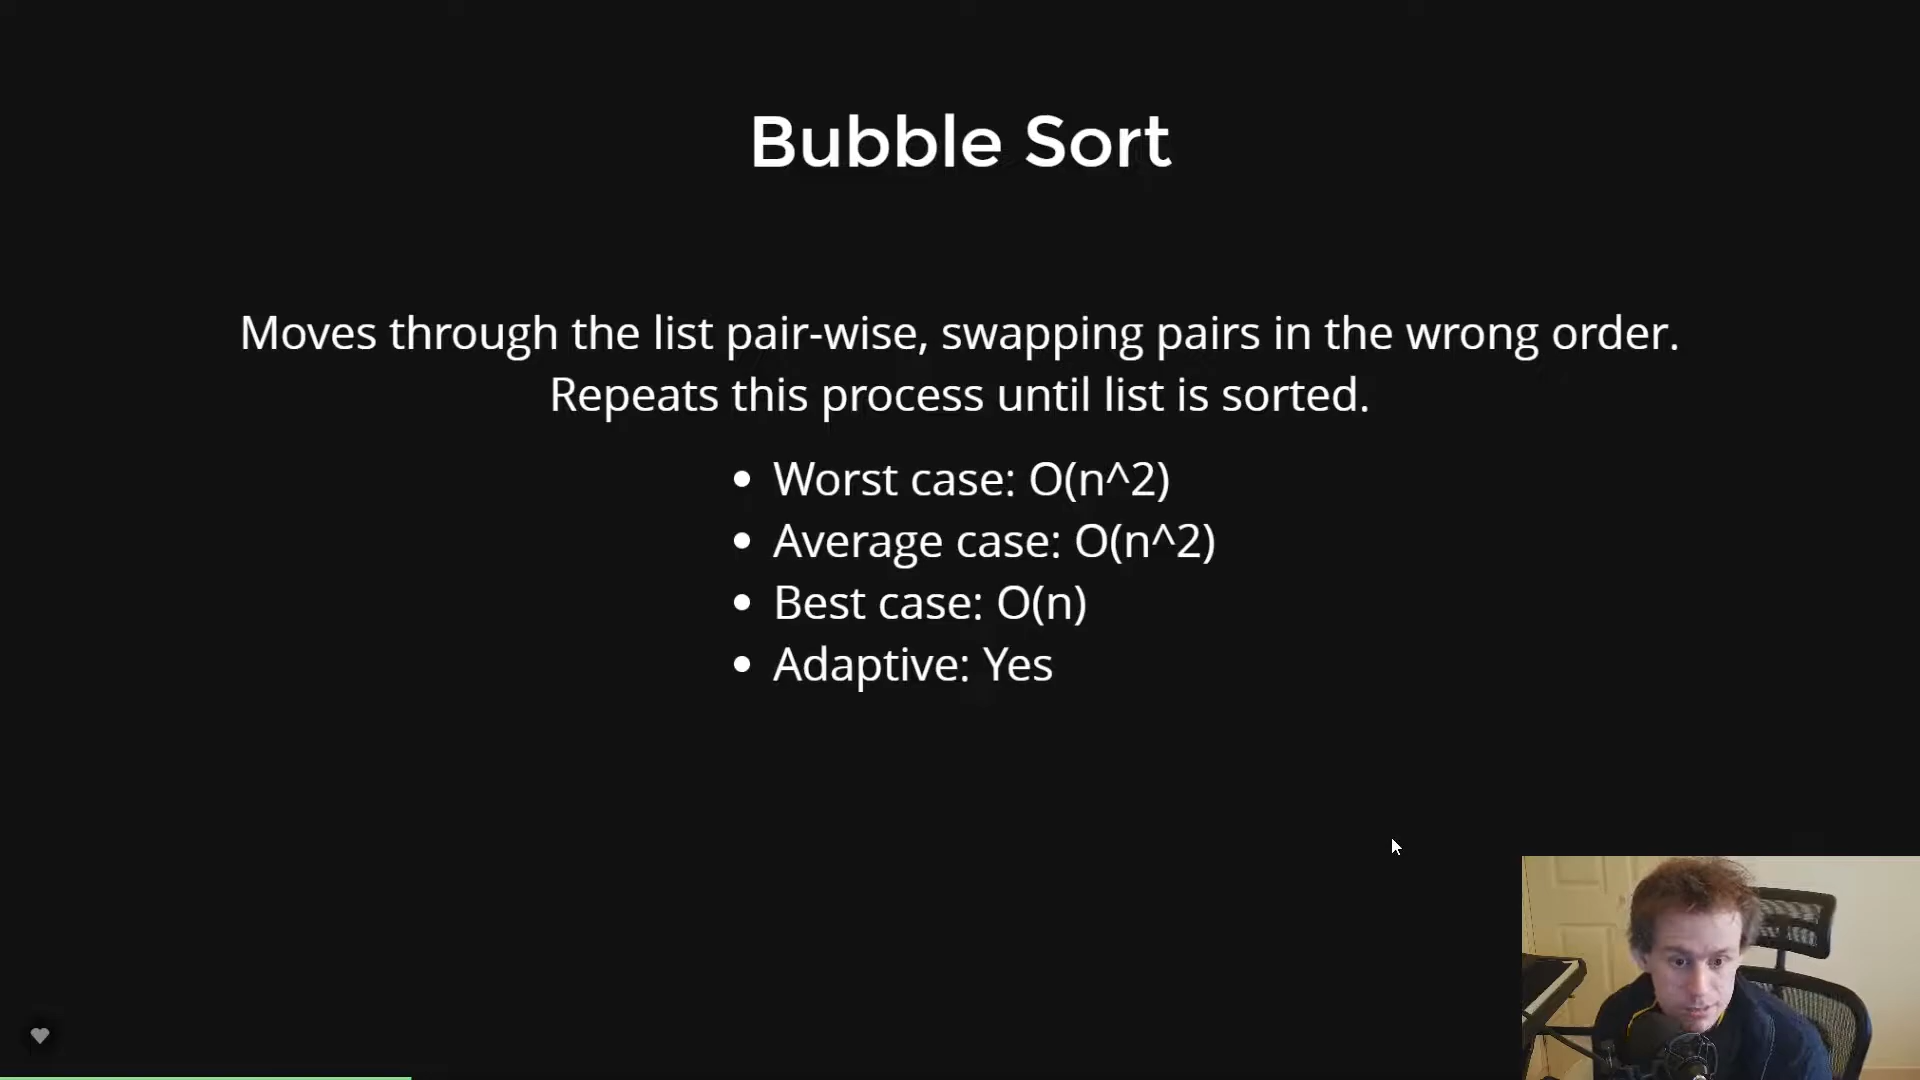 Bubble Sort
Moves through the list pair-wise, swapping pairs in the wrong order.
Repeats this process until list is sorted.
• Worst case: O(n^2)
• Average case: O(n^2)
• Best case: O(n)
• Adaptive: Yes